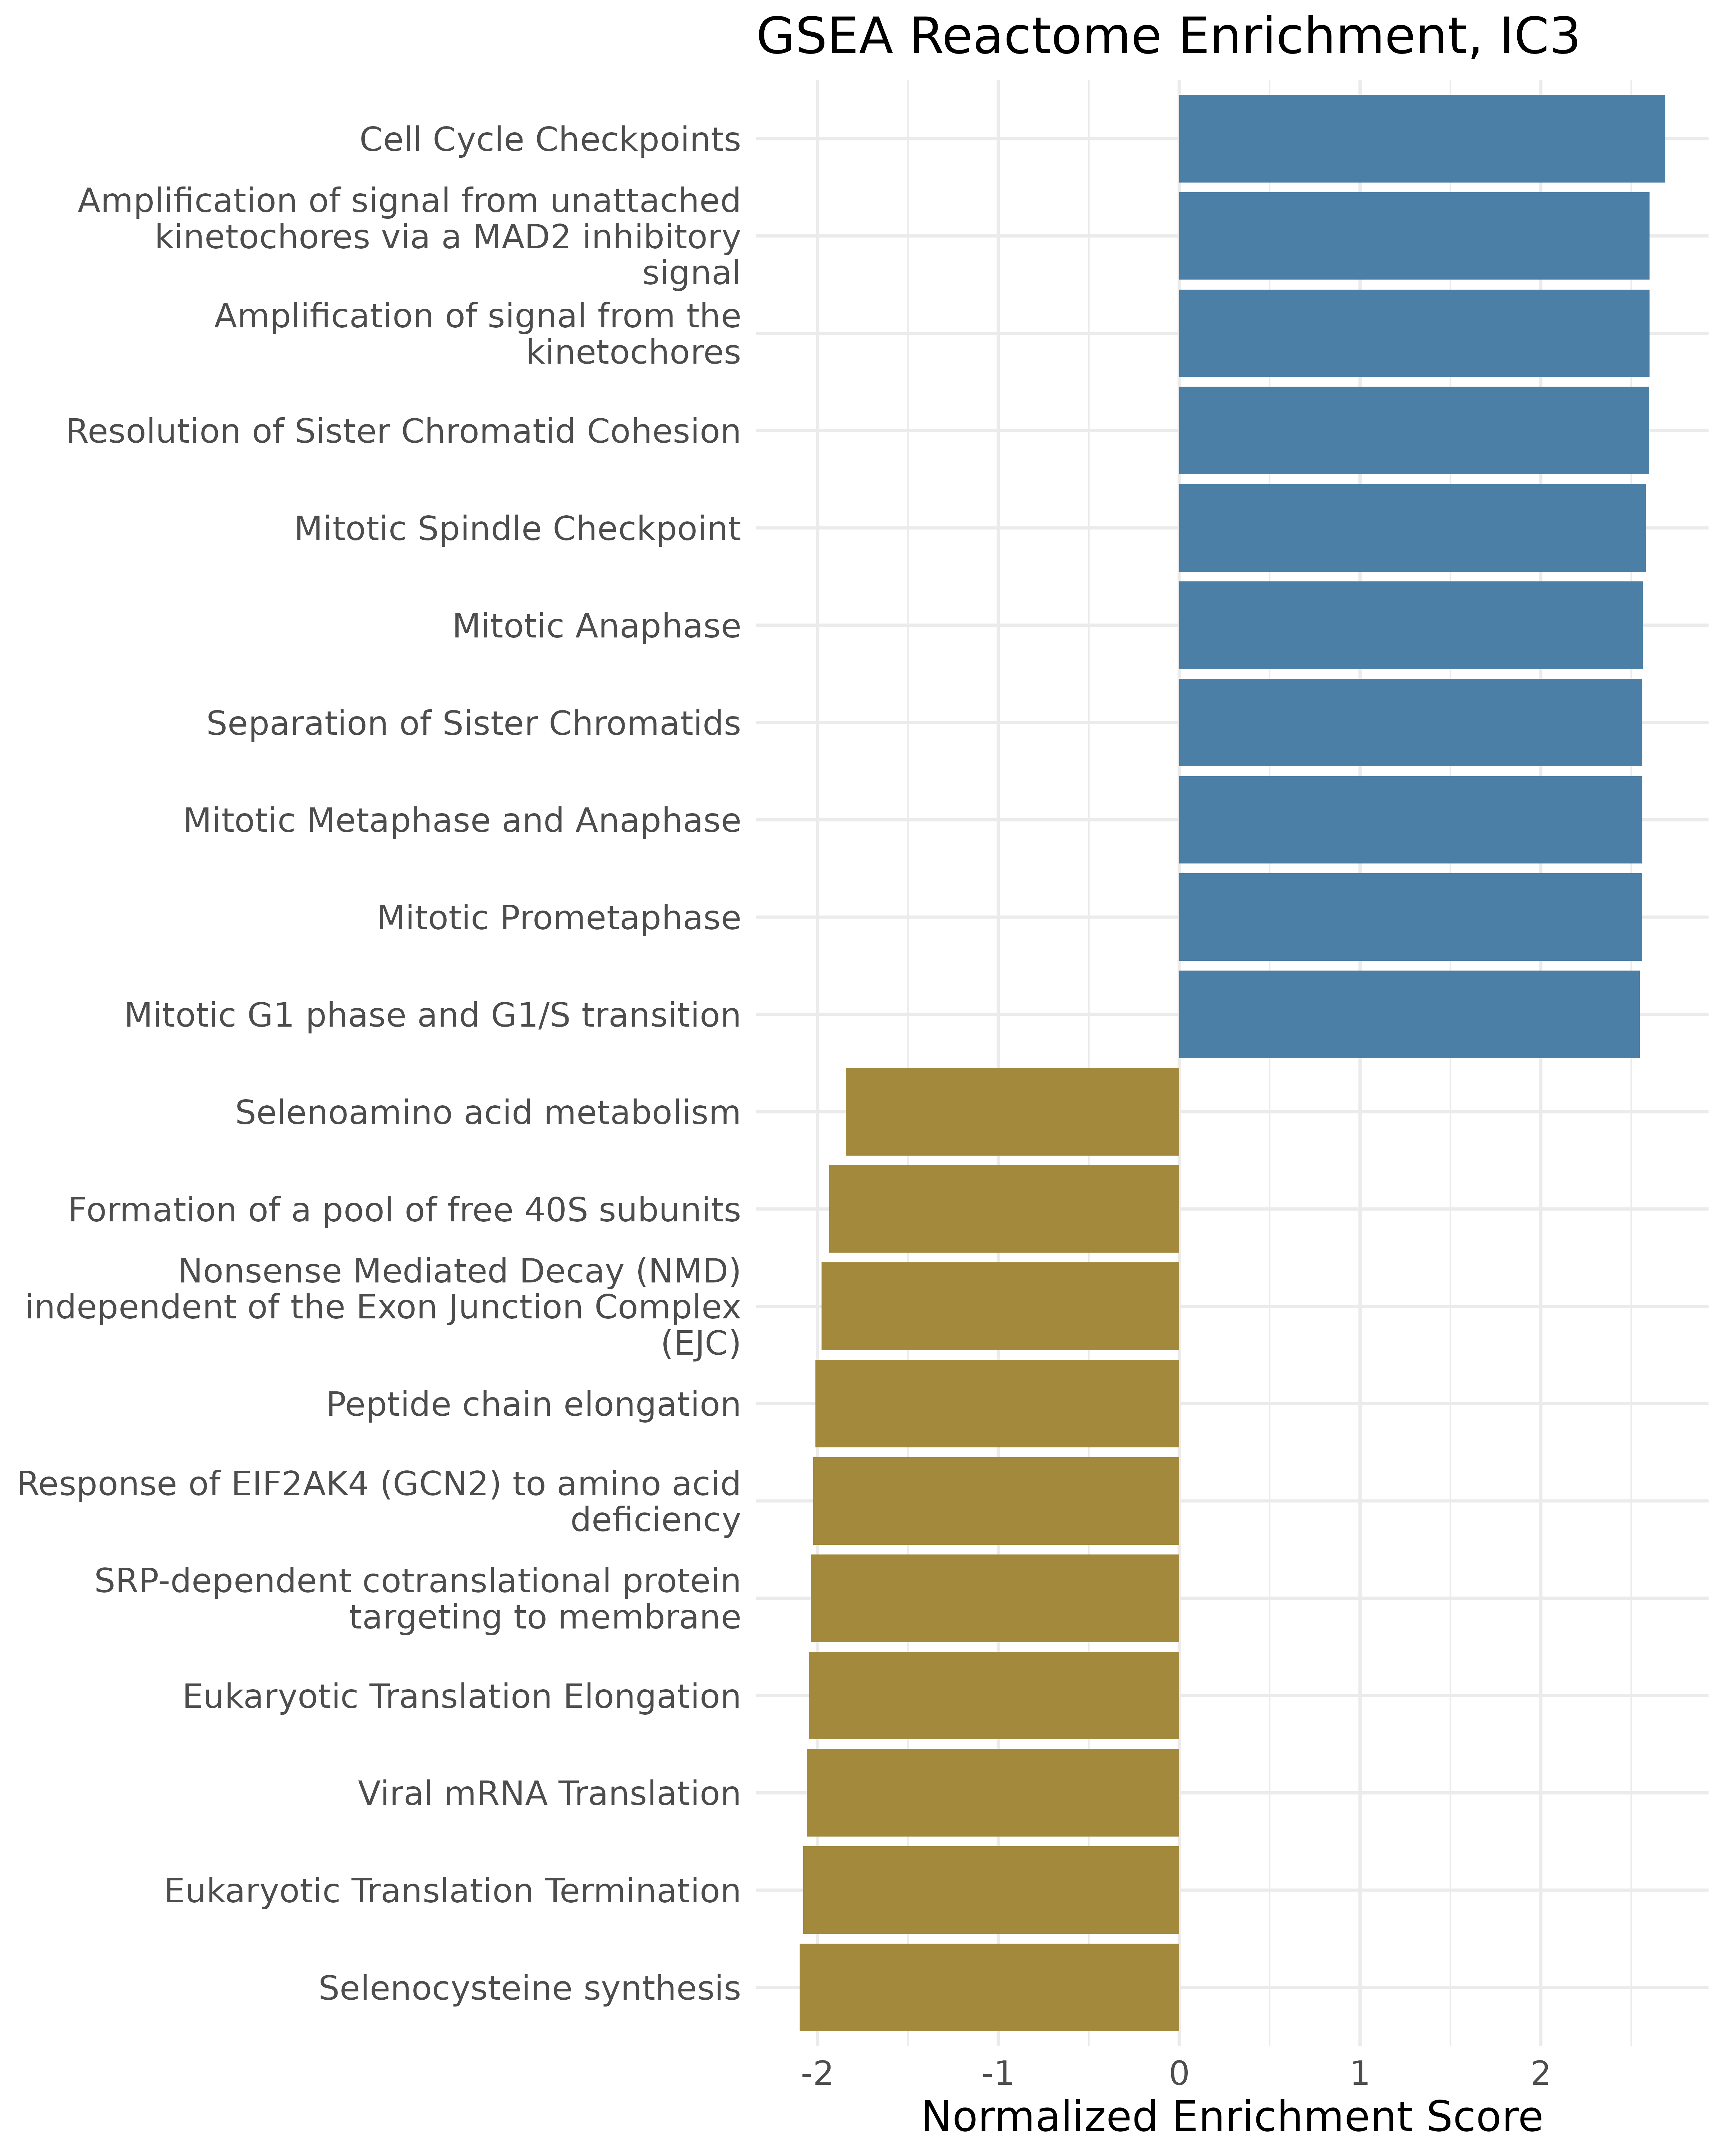 GSEA Reactome Enrichment, IC3
Cell Cycle Checkpoints
Amplification of signal from unattached
kinetochores via a MAD2 inhibitory
signal
Amplification of signal from the
kinetochores
Resolution of Sister Chromatid Cohesion
Mitotic Spindle Checkpoint
Mitotic Anaphase
Separation of Sister Chromatids
Mitotic Metaphase and Anaphase
Mitotic Prometaphase
Mitotic G1 phase and G1/S transition
Selenoamino acid metabolism
Formation of a pool of free 40S subunits
Nonsense Mediated Decay (NMD)
independent of the Exon Junction Complex
(EJC)
Peptide chain elongation
Response of EIF2AK4 (GCN2) to amino acid
deficiency
SRP-dependent cotranslational protein
targeting to membrane
Eukaryotic Translation Elongation
Viral mRNA Translation
Eukaryotic Translation Termination
Selenocysteine synthesis
-2 -1 0 1 2
Normalized Enrichment Score